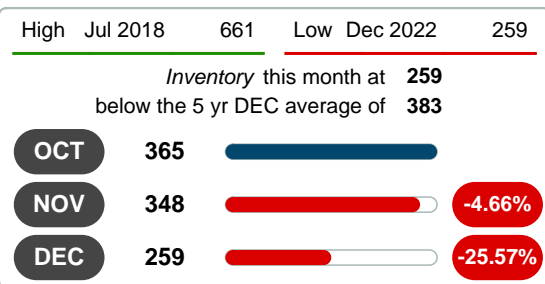 High Jul 2018 661 Low Dec 2022 259
Inventory this month at 259
below the 5 yr DEC average of 383
OCT 365
NOV 348 -4.66%
DEC 259 -25.57%